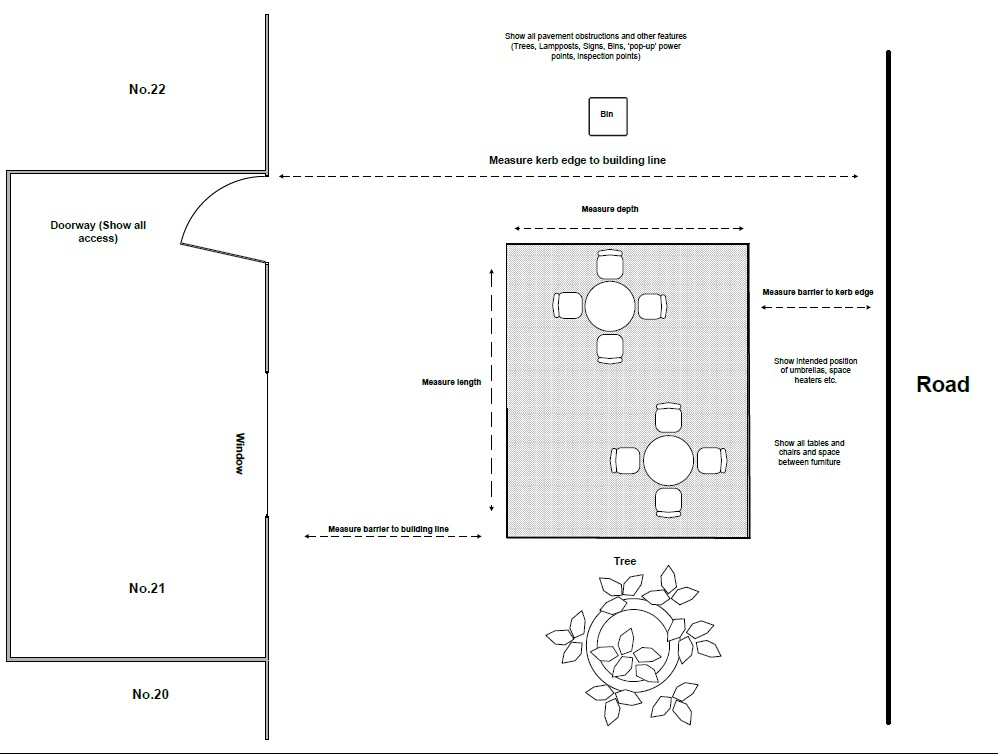 Show all pavement obstructions and other features
(Trees, Lampposts, Signs, Bins, 'pop-up' power
points, inspection points)
No.22
Bin
Measure kerb edge to building line
Doorway (Show all
access)
Measure depth
Measure barrier to kerb edge
Show intended position
of umbrellas, space
heaters etc.
Measure length
Road
Window
Show all tables and
chairs and space
between furniture
Measure barrier to building line
Tree
No.21
No.20